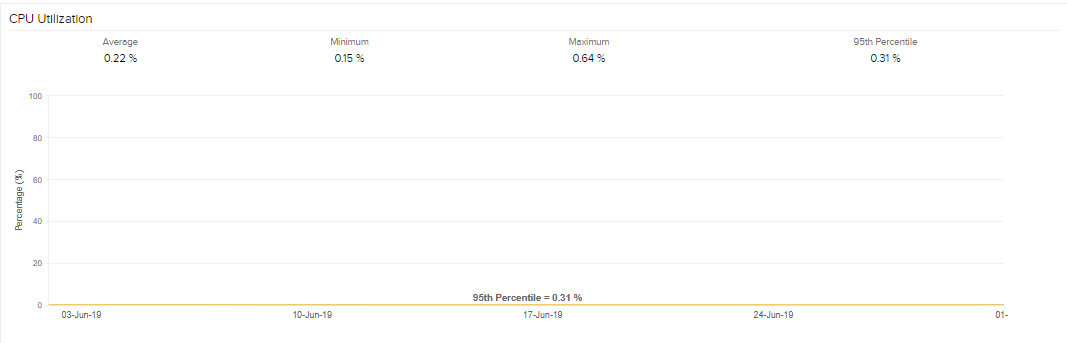 CPU Utilization
Average Minimum Maximum 95th Percentile
0.22 % 0.15 % 0.64 % 0.31 %
100
80
60
Percentage (%)
40
20
95th Percentile = 0.31 %
0
03-Jun-19 10-Jun-19 17-Jun-19 24-Jun-19 01-